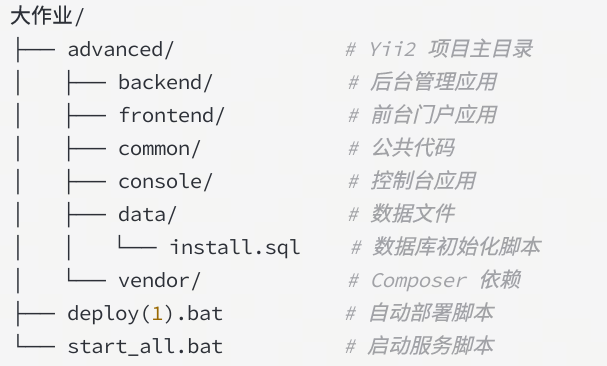 大作业/
├── advanced/ # Yii2 项目主目录
│   ├── backend/ # 后台管理应用
│   ├── frontend/ # 前台门户应用
│   ├── common/ # 公共代码
│   ├── console/ # 控制台应用
│   ├── data/ # 数据文件
│   │   └── install.sql # 数据库初始化脚本
│   └── vendor/ # Composer 依赖
├── deploy(1).bat # 自动部署脚本
└── start_all.bat # 启动服务脚本